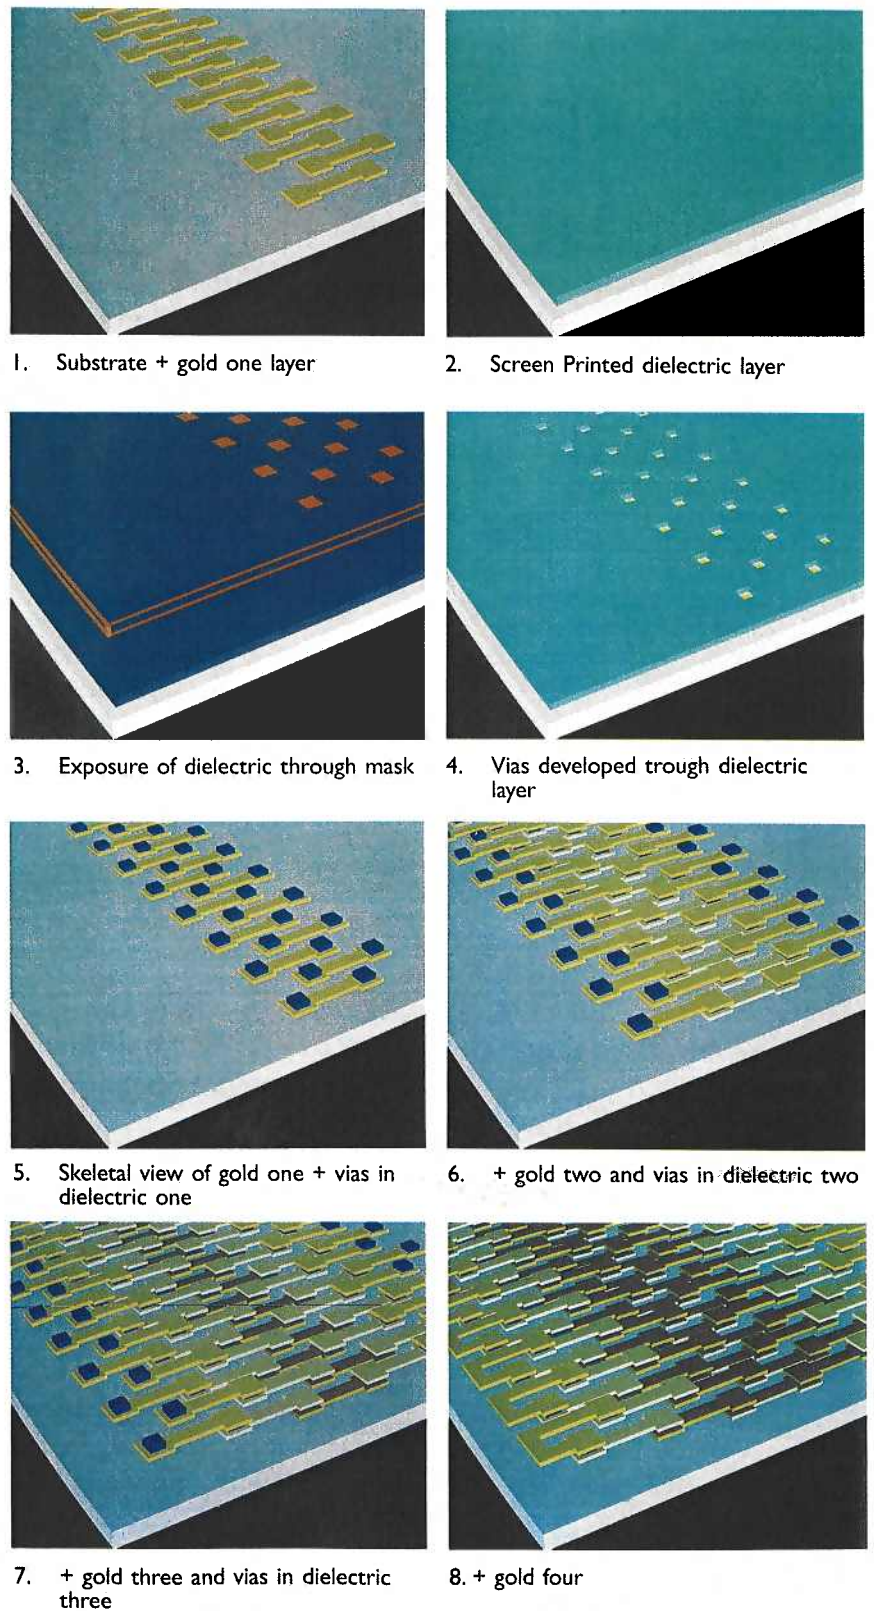 1. Substrate + gold one layer
2. Screen Printed dielectric layer
3. Exposure of dielectric through mask
4. Vias developed trough dielectric
layer
5. Skeletal view of gold one + vias in
dielectric one
6. + gold two and vias in dielectric two
7. + gold three and vias in dielectric
three
8. + gold four